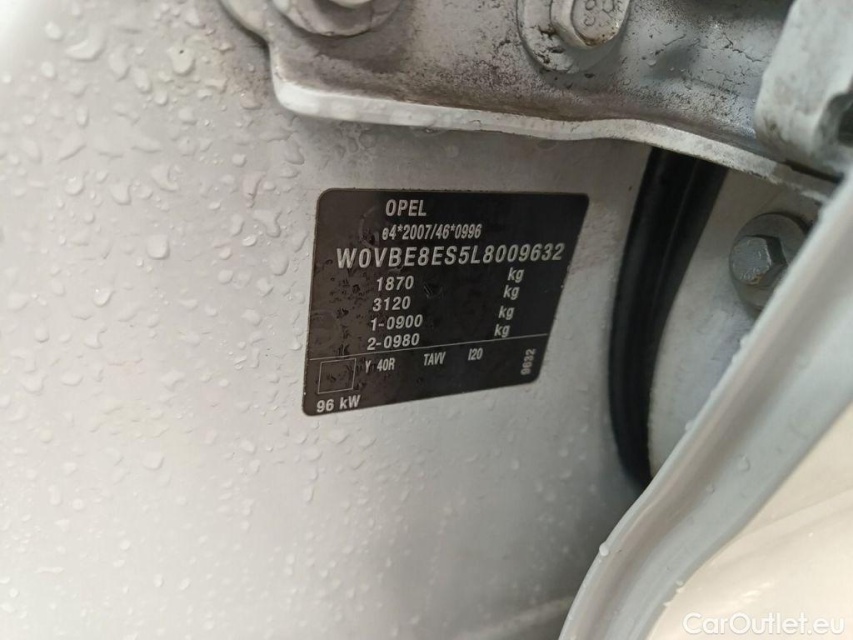 OPEL
e4*2007/46*0996
W0VBE8ES5L8009632
1870 kg
3120 kg
1-0900 kg
2-0980 kg
Y 40R TAVV I20 9632
96 kW
CarOutlet.eu